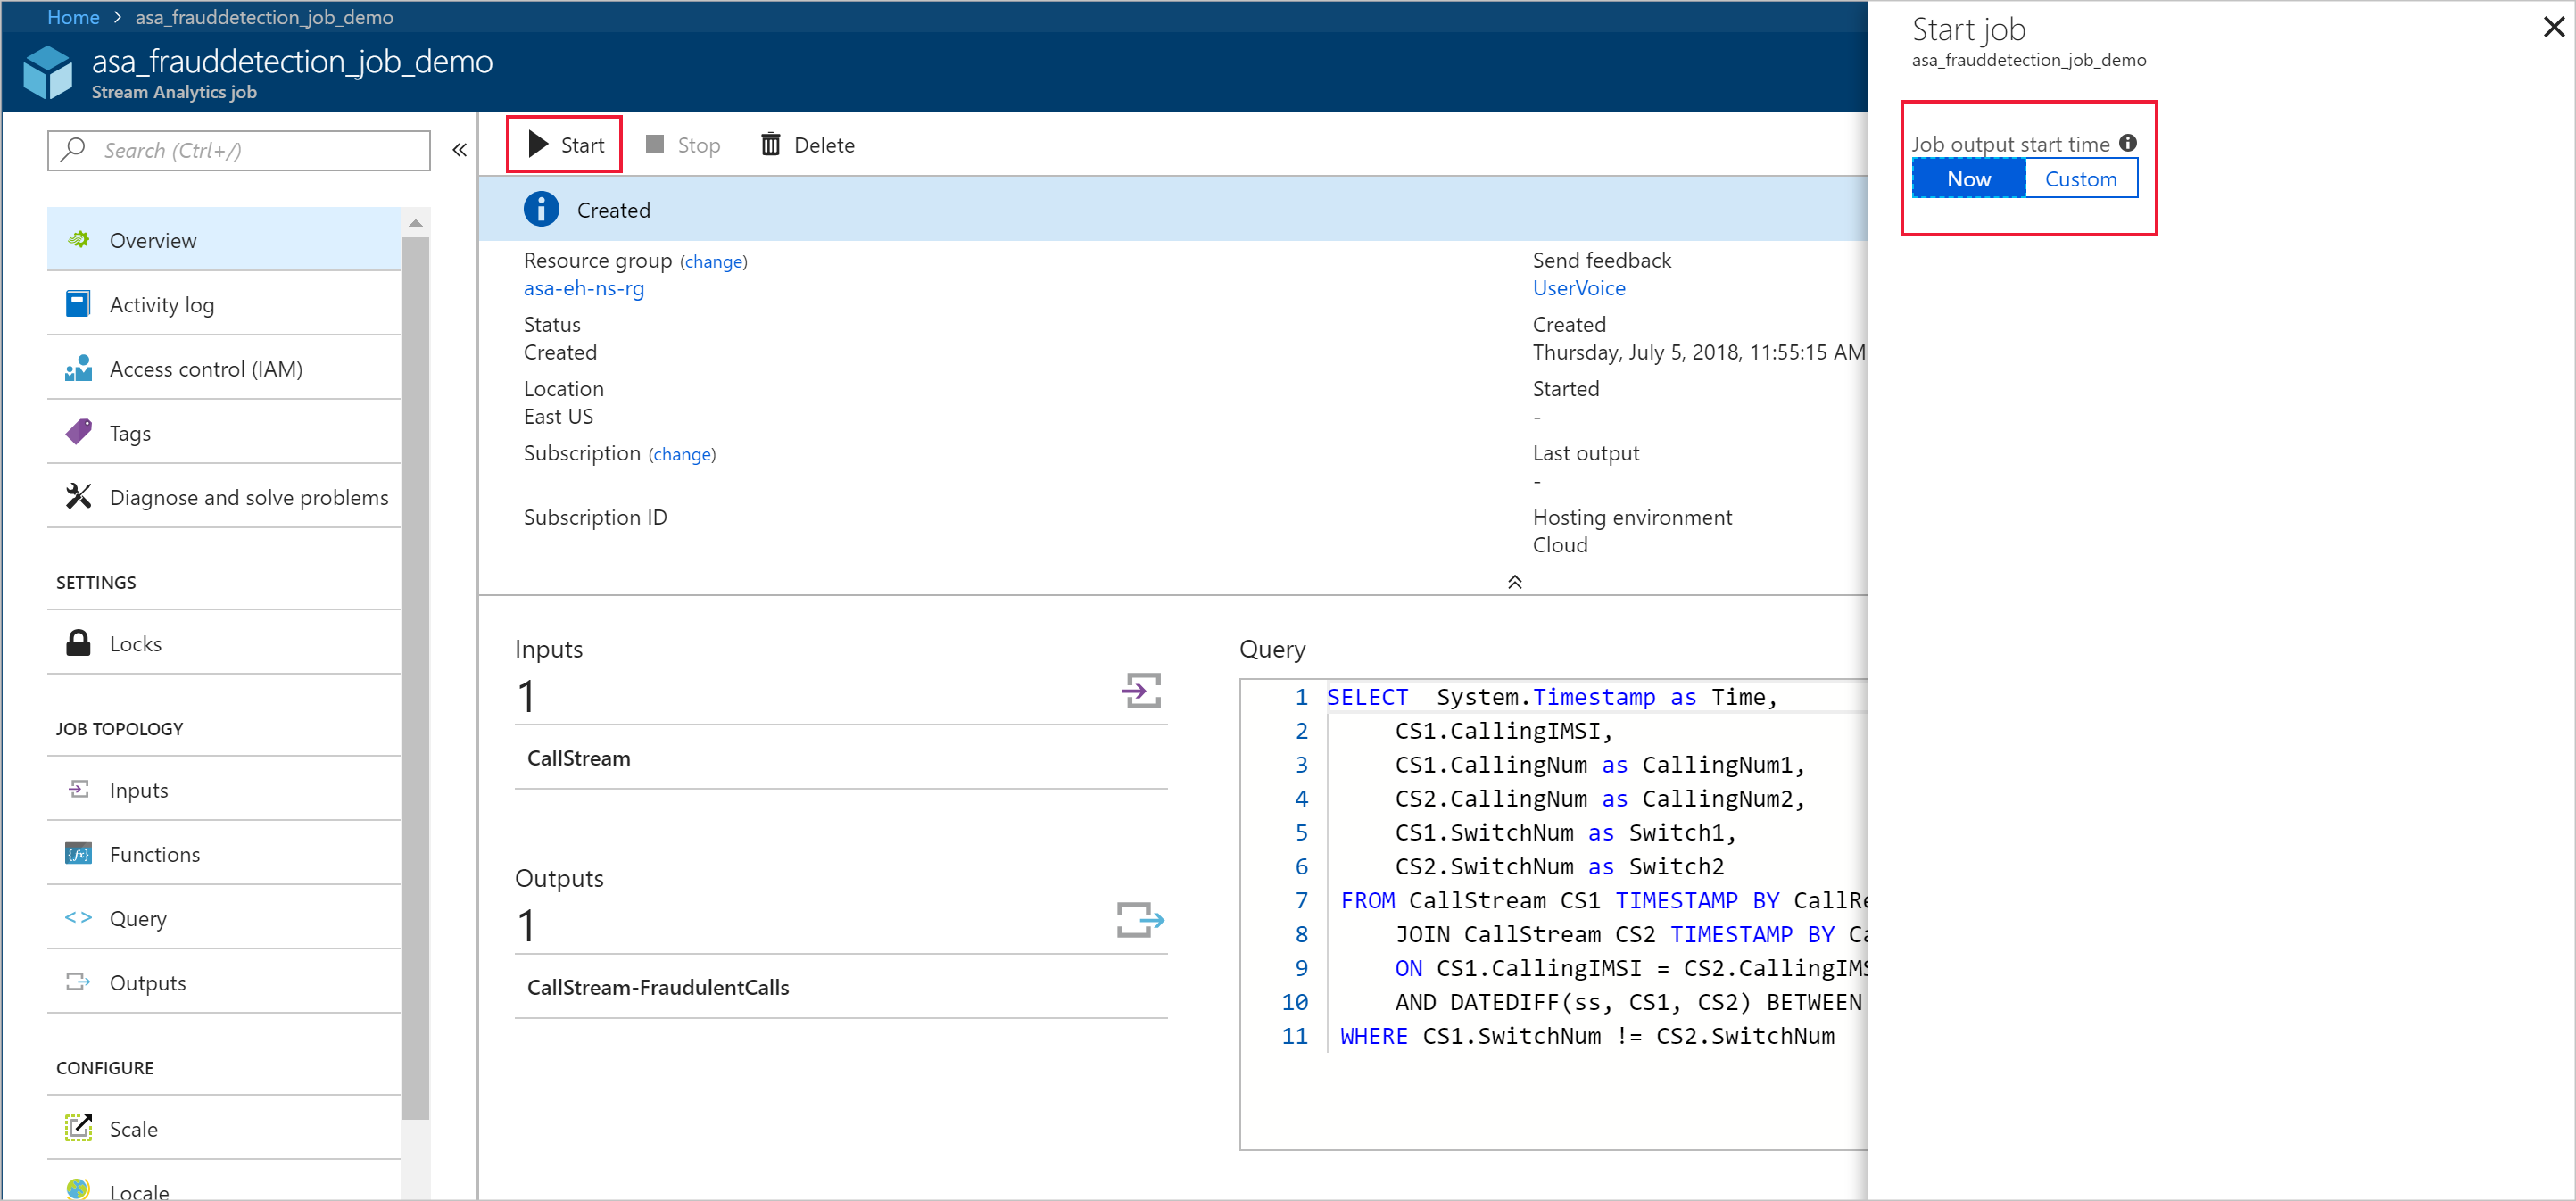 Home > asa_frauddetection_job_demo
asa_frauddetection_job_demo
Stream Analytics job
Search (Ctrl+/)
«
Overview
Activity log
Access control (IAM)
Tags
Diagnose and solve problems
SETTINGS
Locks
JOB TOPOLOGY
Inputs
Functions
Query
Outputs
CONFIGURE
Scale
Locale
Start
Stop
Delete
Created
Resource group (change)
asa-eh-ns-rg
Status
Created
Location
East US
Subscription (change)
Subscription ID
Send feedback
UserVoice
Created
Thursday, July 5, 2018, 11:55:15 AM
Started
-
Last output
-
Hosting environment
Cloud
Inputs
1
CallStream
Outputs
1
CallStream-FraudulentCalls
Query
1 SELECT  System.Timestamp as Time,
2 CS1.CallingIMSI,
3 CS1.CallingNum as CallingNum1,
4 CS2.CallingNum as CallingNum2,
5 CS1.SwitchNum as Switch1,
6 CS2.SwitchNum as Switch2
7 FROM CallStream CS1 TIMESTAMP BY CallRe
8 JOIN CallStream CS2 TIMESTAMP BY Ca
9 ON CS1.CallingIMSI = CS2.CallingIMS
10 AND DATEDIFF(ss, CS1, CS2) BETWEEN
11 WHERE CS1.SwitchNum != CS2.SwitchNum
Start job
asa_frauddetection_job_demo
Job output start time
Now
Custom